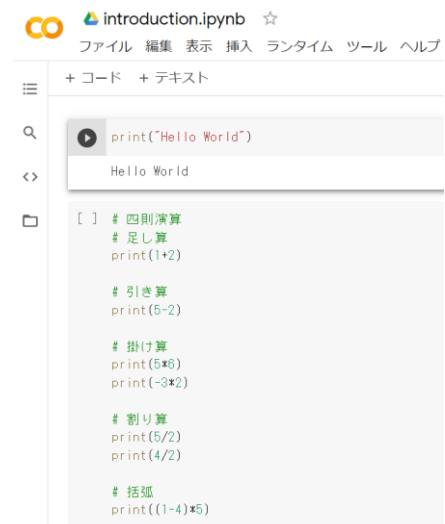 introduction.ipynb
ファイル 編集 表示 挿入 ランタイム ツール ヘルプ
+ コード + テキスト
print("Hello World")
Hello World
[ ] # 四則演算
# 足し算
print(1+2)
# 引き算
print(5-2)
# 掛け算
print(5*6)
print(-3*2)
# 割り算
print(5/2)
print(4/2)
# 括弧
print((1-4)*5)